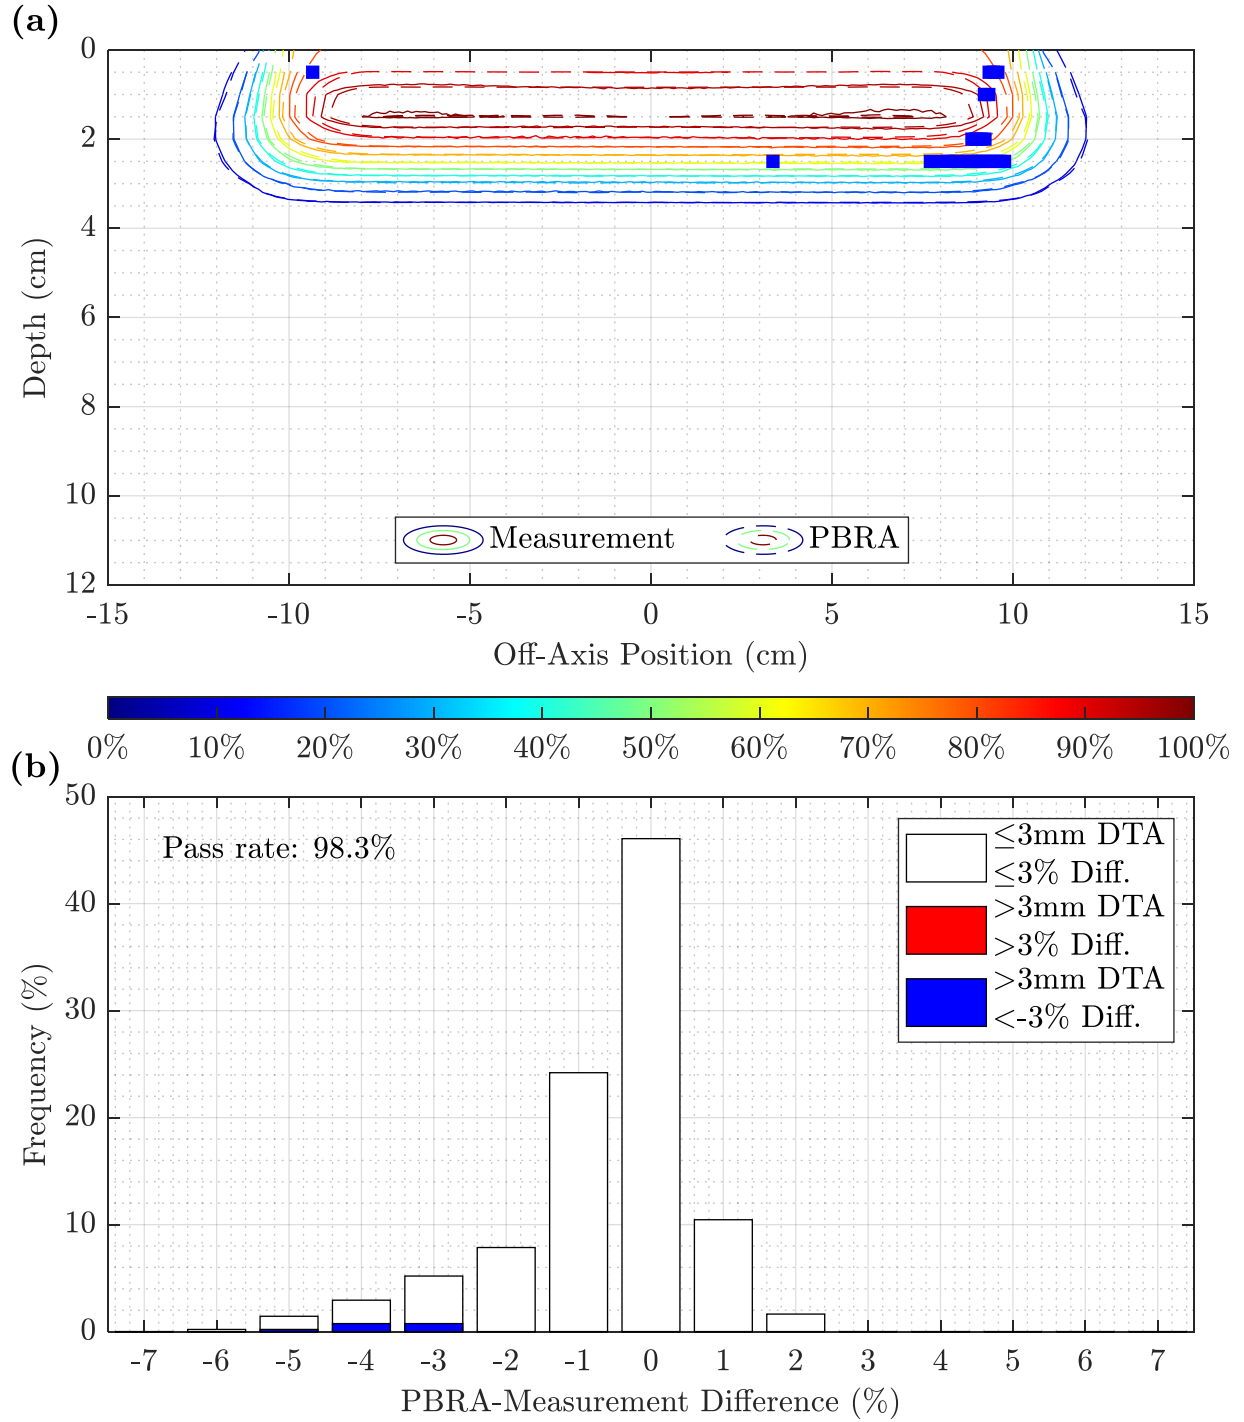 (a)
0
2
4
6
8
10
12
Depth (cm)
Measurement PBRA
-15 -10 -5 0 5 10 15
Off-Axis Position (cm)
0% 10% 20% 30% 40% 50% 60% 70% 80% 90% 100%
(b)
50
40
30
20
10
0
Frequency (%)
Pass rate: 98.3%
≤3mm DTA
≤3% Diff.
>3mm DTA
>3% Diff.
>3mm DTA
<-3% Diff.
-7 -6 -5 -4 -3 -2 -1 0 1 2 3 4 5 6 7
PBRA-Measurement Difference (%)